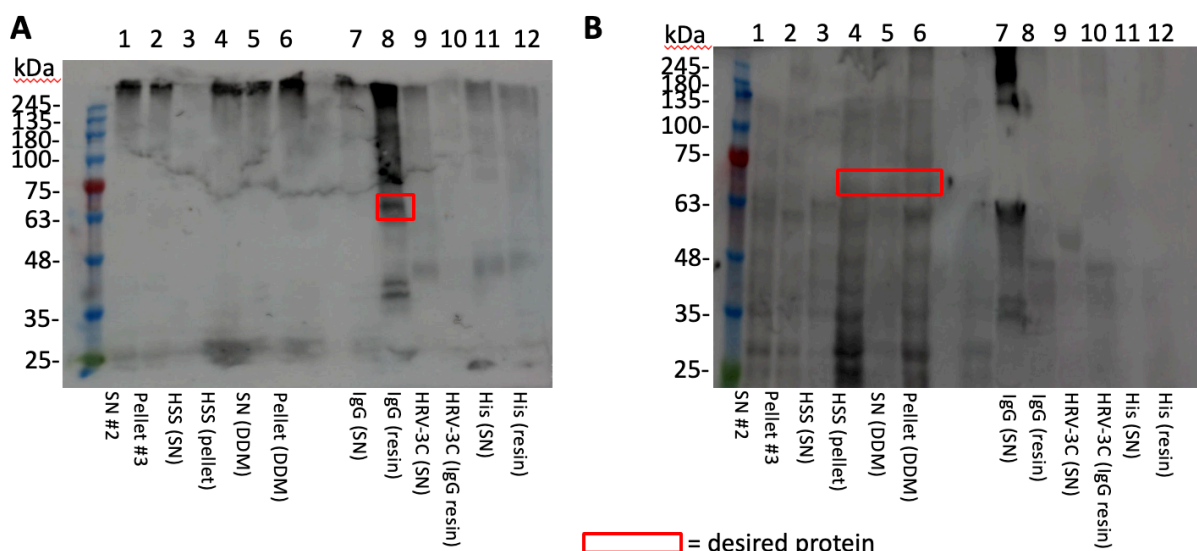 A
1 2 3 4 5 6 7 8 9 10 11 12
kDa
245-
135-
180-
100-
75-
63-
48-
35-
25-
SN #2
Pellet #3
HSS (SN)
HSS (pellet)
SN (DDM)
Pellet (DDM)
IgG (SN)
IgG (resin)
HRV-3C (SN)
HRV-3C (IgG resin)
His (SN)
His (resin)
B
1 2 3 4 5 6 7 8 9 10 11 12
kDa
245-
180-
135-
100-
75-
63-
48-
35-
25-
SN #2
Pellet #3
HSS (SN)
HSS (pellet)
SN (DDM)
Pellet (DDM)
IgG (SN)
IgG (resin)
HRV-3C (SN)
HRV-3C (IgG resin)
His (SN)
His (resin)
= desired protein